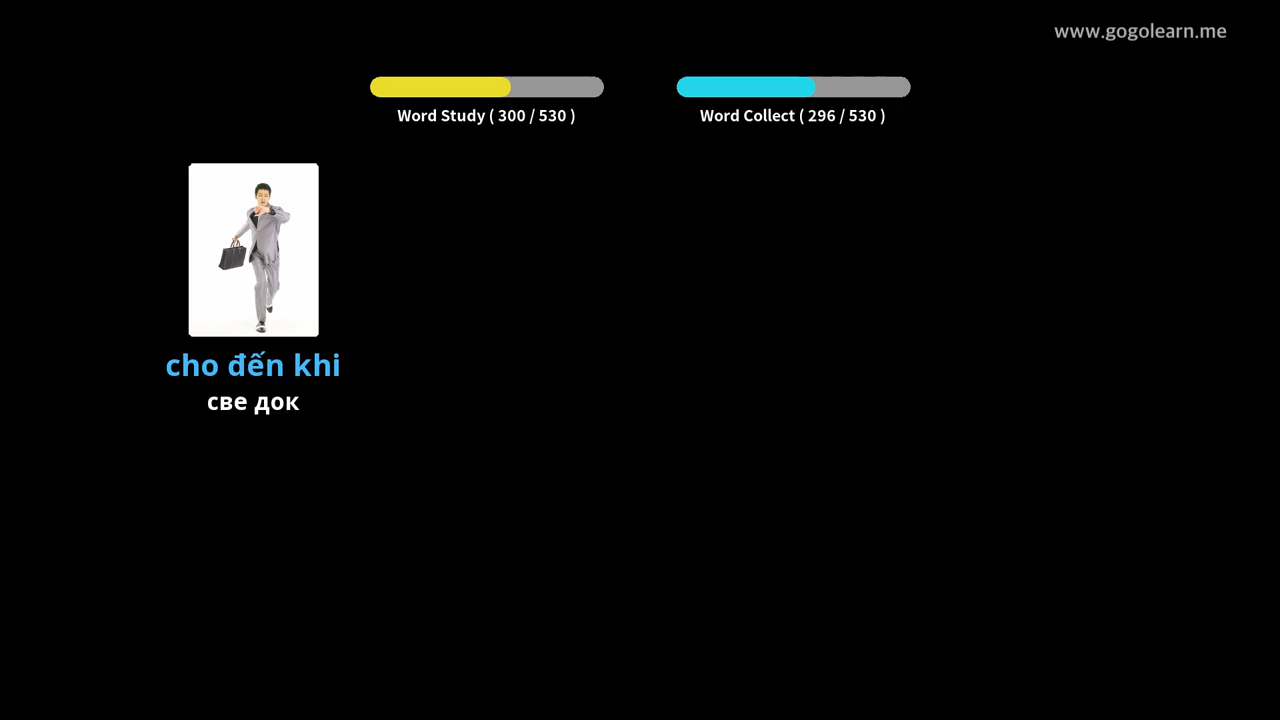 www.gogolearn.me
Word Study ( 300 / 530 )
Word Collect ( 296 / 530 )
cho đến khi
све док